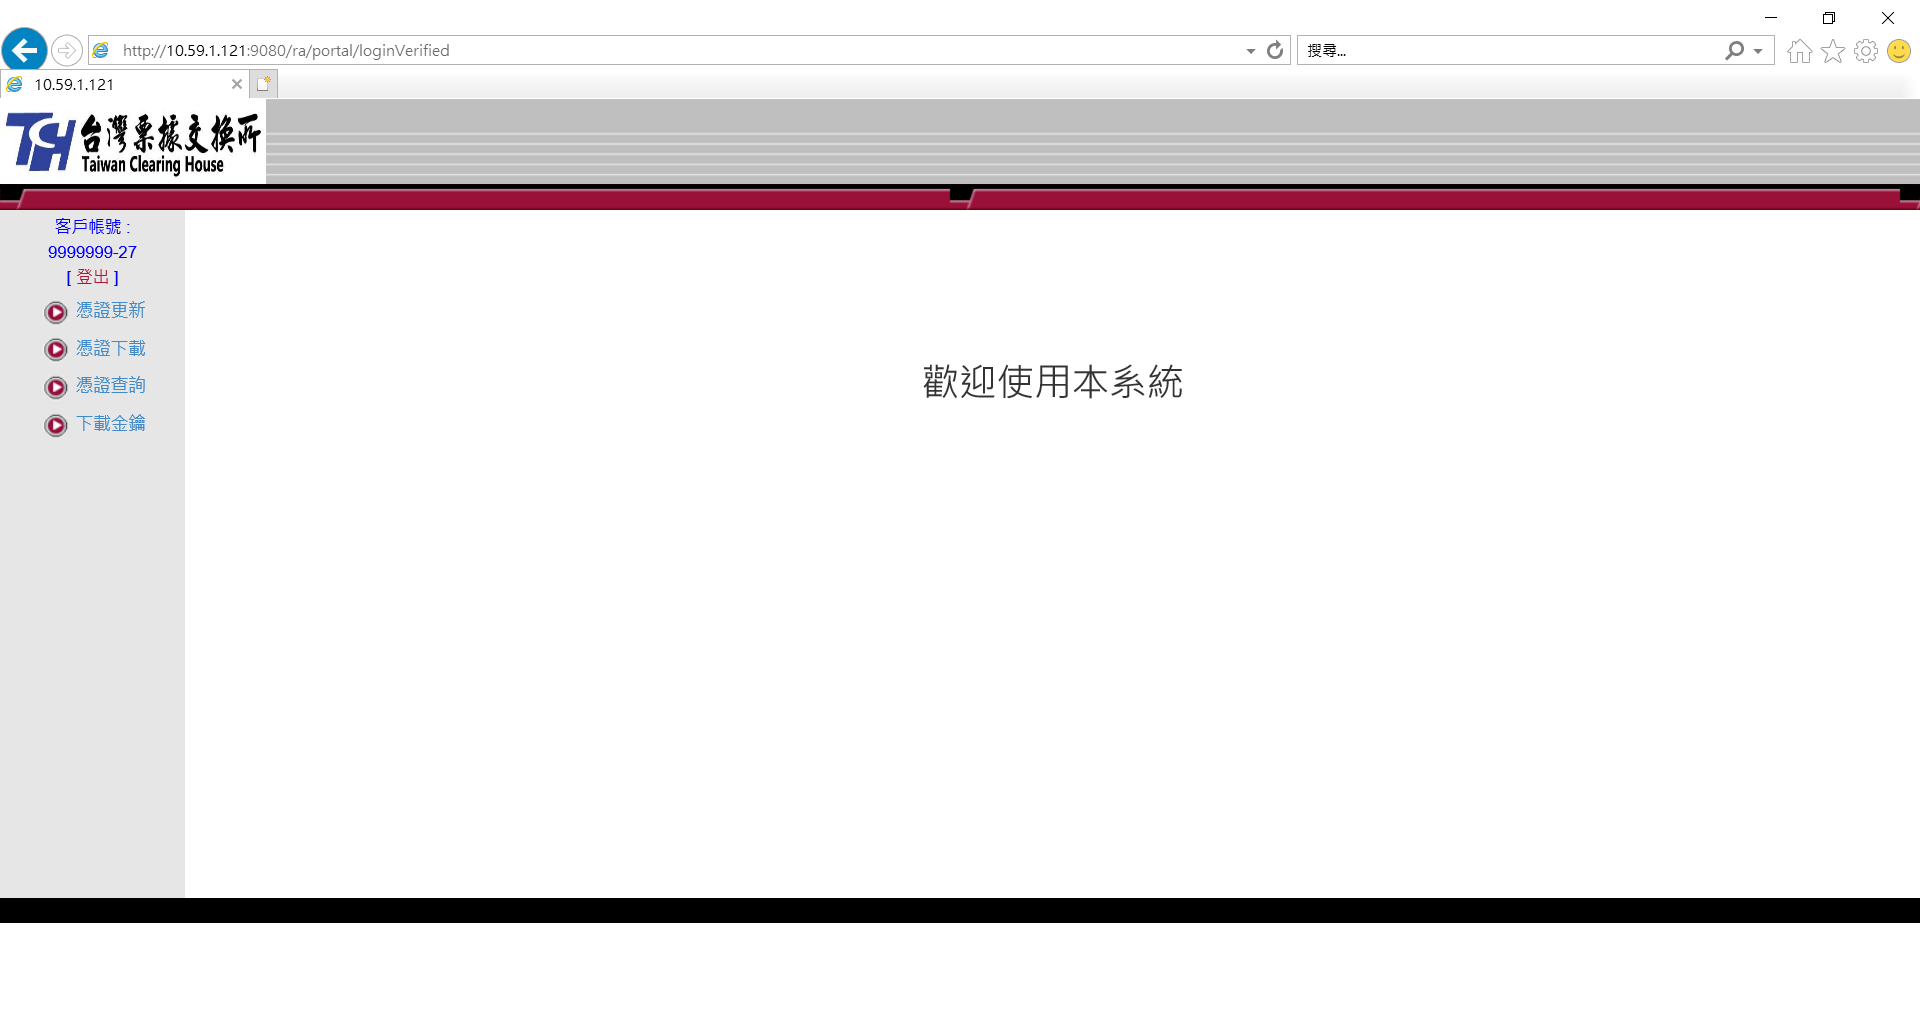 http://10.59.1.121:9080/ra/portal/loginVerified
搜尋...
10.59.1.121
TCH 台灣票據交換所
Taiwan Clearing House
客戶帳號 :
9999999-27
[ 登出 ]
憑證更新
憑證下載
憑證查詢
下載金鑰
歡迎使用本系統